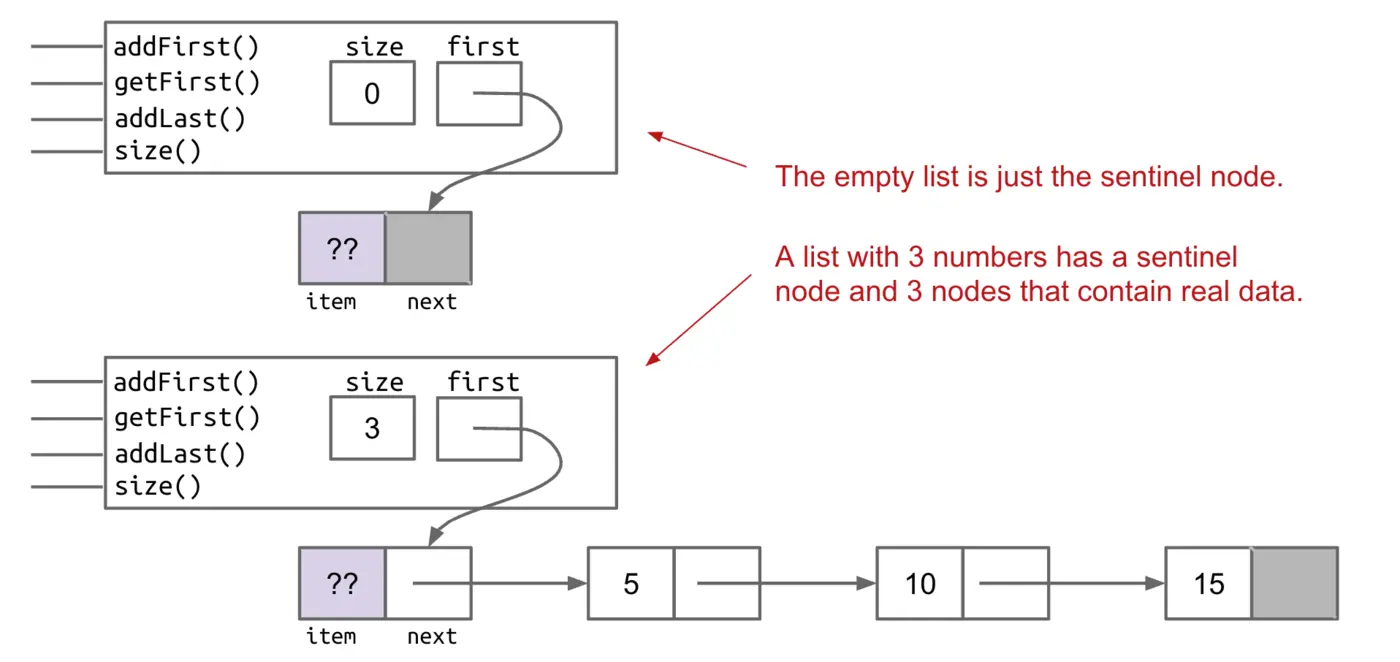 addFirst()
getFirst()
addLast()
size()
size first
0
?? 
item next
The empty list is just the sentinel node.
A list with 3 numbers has a sentinel
node and 3 nodes that contain real data.
addFirst()
getFirst()
addLast()
size()
size first
3
?? 5 10 15
item next